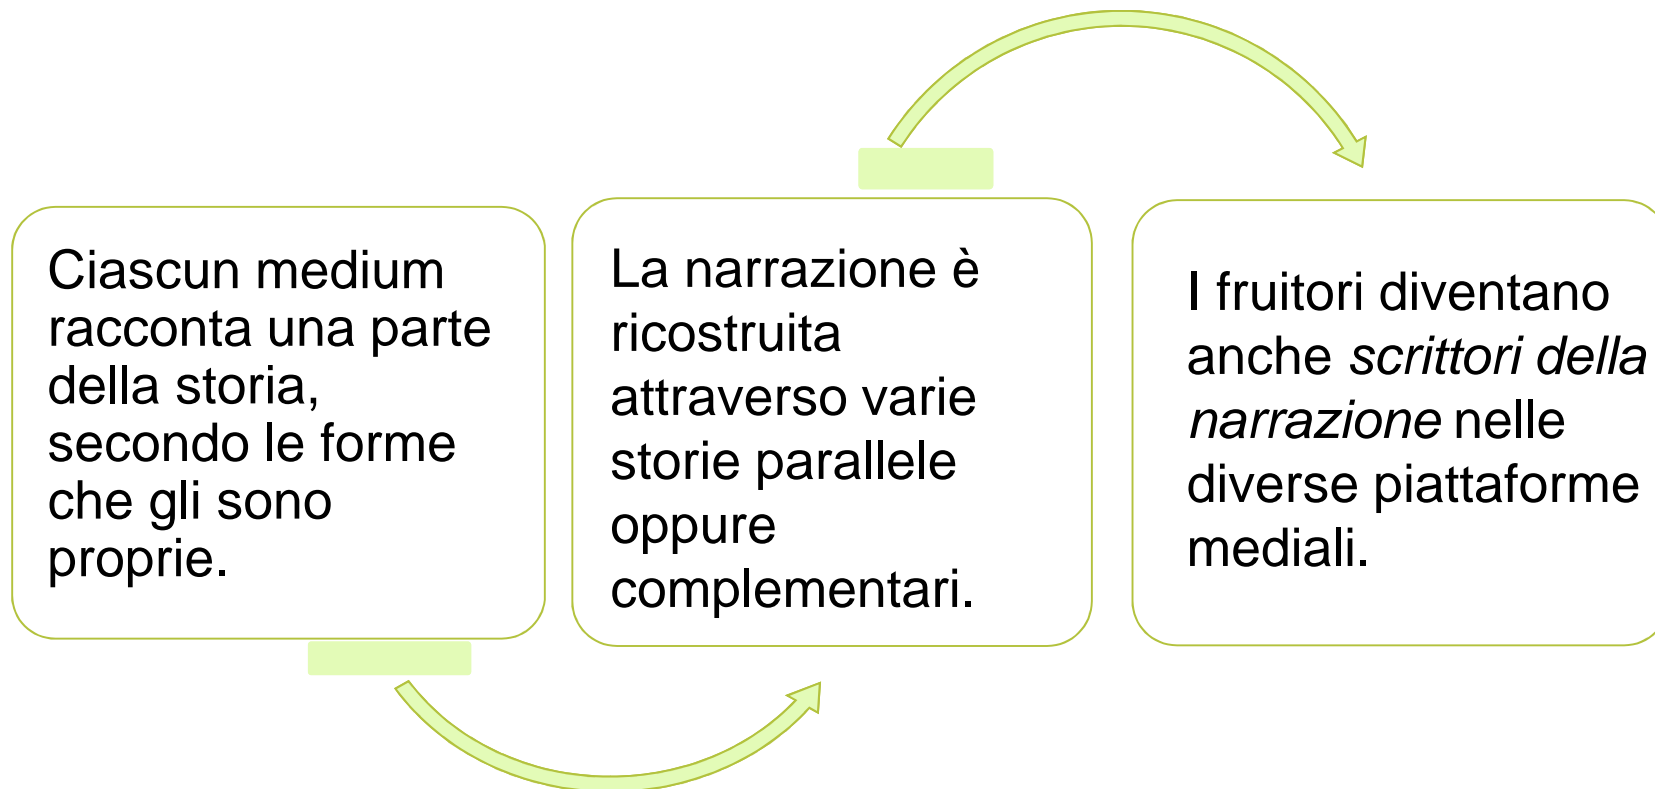 Ciascun medium
racconta una parte
della storia,
secondo le forme
che gli sono
proprie.
La narrazione è
ricostruita
attraverso varie
storie parallele
oppure
complementari.
I fruitori diventano
anche scrittori della
narrazione nelle
diverse piattaforme
mediali.